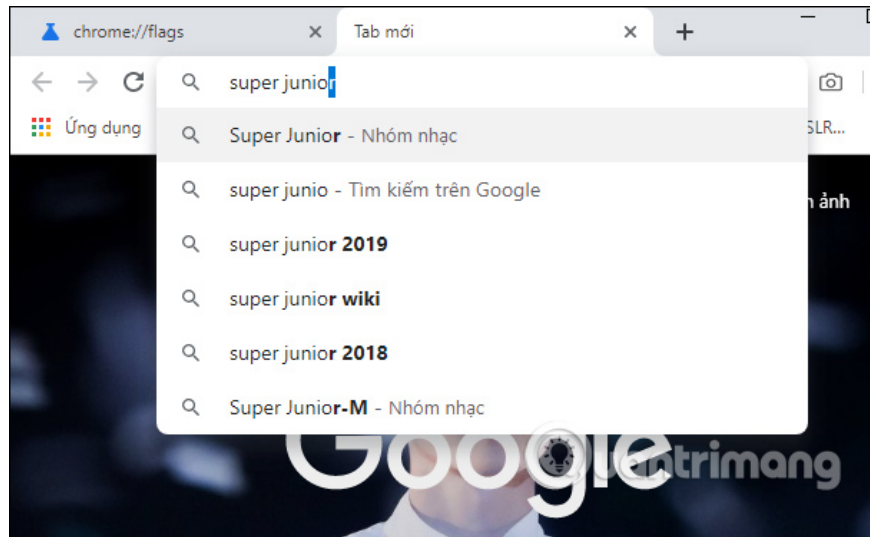 chrome://flags
Tab mới
super junior
Ứng dụng
SLR...
Super Junior - Nhóm nhạc
super junio - Tìm kiếm trên Google
ảnh
super junior 2019
super junior wiki
super junior 2018
Super Junior-M - Nhóm nhạc
Google
Quantrimang